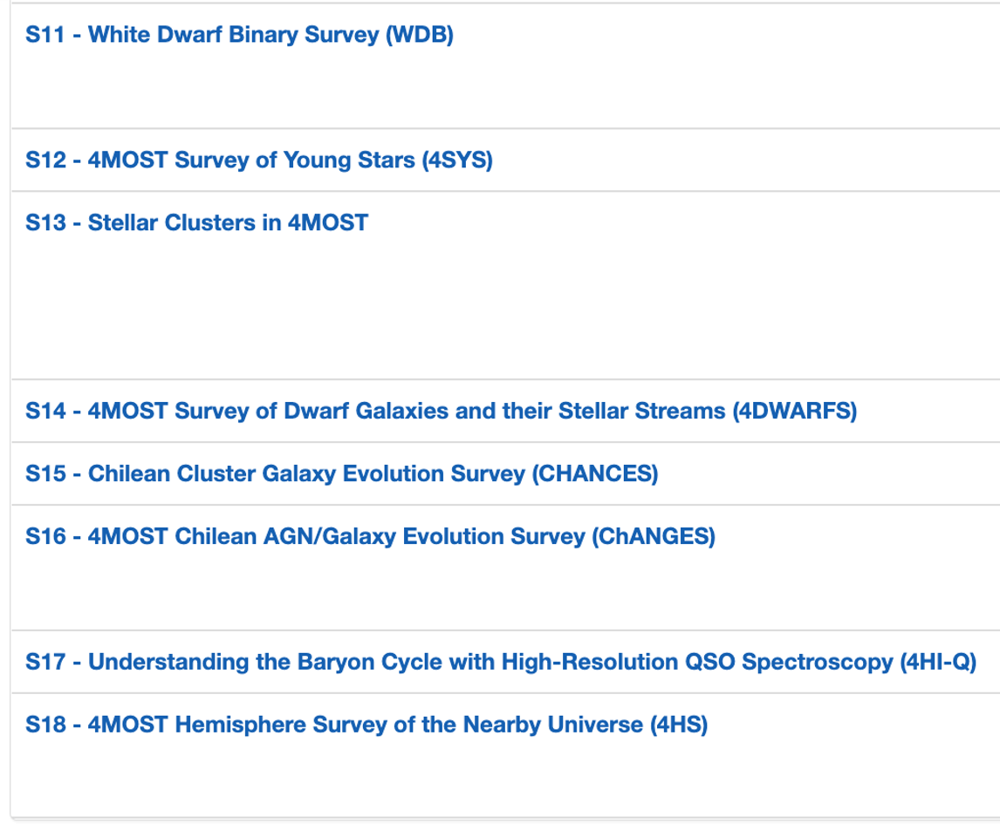 S11 - White Dwarf Binary Survey (WDB)
S12 - 4MOST Survey of Young Stars (4SYS)
S13 - Stellar Clusters in 4MOST
S14 - 4MOST Survey of Dwarf Galaxies and their Stellar Streams (4DWARFS)
S15 - Chilean Cluster Galaxy Evolution Survey (CHANCES)
S16 - 4MOST Chilean AGN/Galaxy Evolution Survey (ChANGES)
S17 - Understanding the Baryon Cycle with High-Resolution QSO Spectroscopy (4HI-Q)
S18 - 4MOST Hemisphere Survey of the Nearby Universe (4HS)